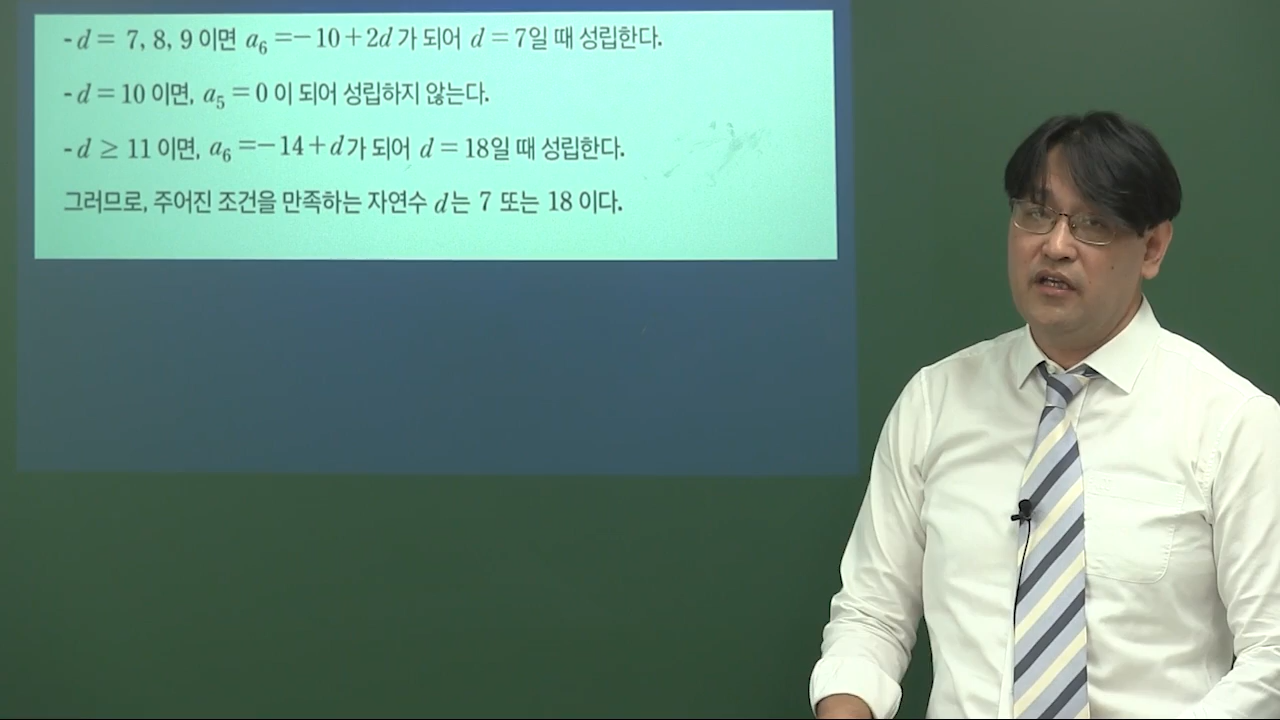 - d = 7, 8, 9 이면 a₆ = -10 + 2d 가 되어 d = 7일 때 성립한다.
- d = 10 이면, a₅ = 0 이 되어 성립하지 않는다.
- d ≥ 11 이면, a₆ = -14 + d가 되어 d = 18일 때 성립한다.
그러므로, 주어진 조건을 만족하는 자연수 d는 7 또는 18 이다.